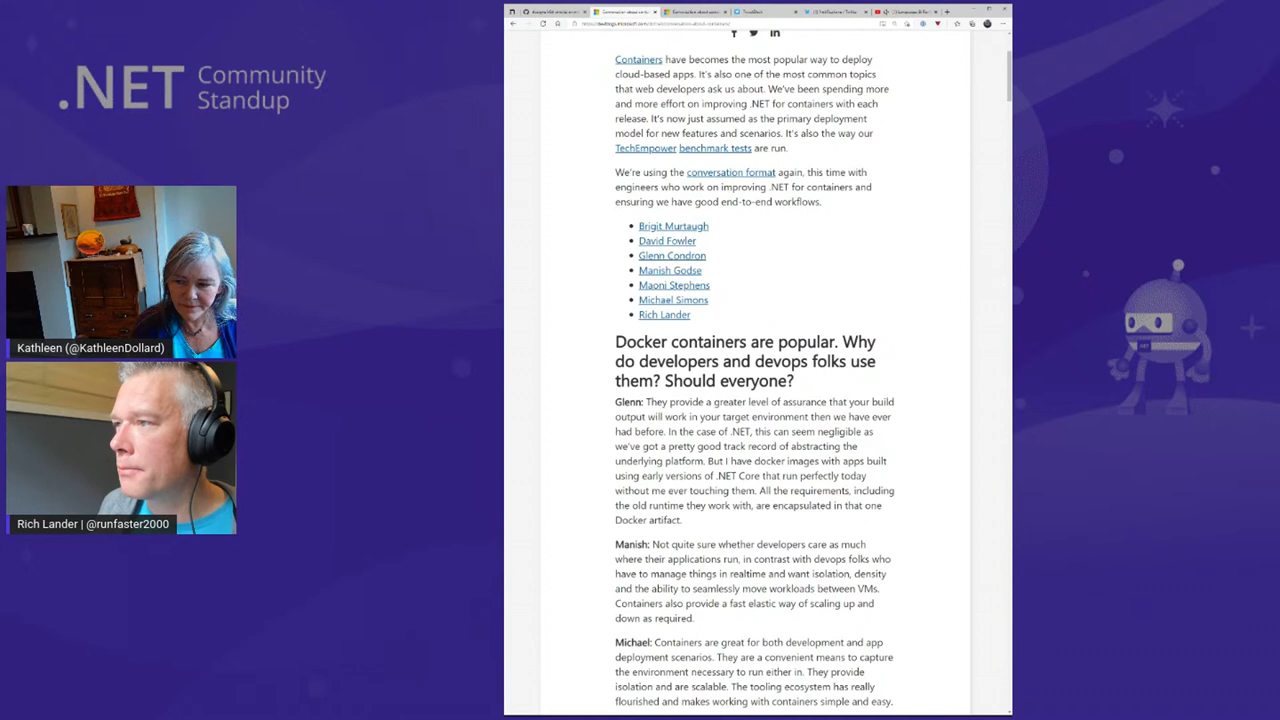 .NET Community
Standup
Kathleen (@KathleenDollard)
Rich Lander | @runfaster2000
Containers have becomes the most popular way to deploy
cloud-based apps. It's also one of the most common topics
that web developers ask us about. We've been spending more
and more effort on improving .NET for containers with each
release. It's now just assumed as the primary deployment
model for new features and scenarios. It's also the way our
TechEmpower benchmark tests are run.
We're using the conversation format again, this time with
engineers who work on improving .NET for containers and
ensuring we have good end-to-end workflows.
Brigit Murtaugh
David Fowler
Glenn Condron
Manish Godse
Maoni Stephens
Michael Simons
Rich Lander
Docker containers are popular. Why
do developers and devops folks use
them? Should everyone?
Glenn: They provide a greater level of assurance that your build
output will work in your target environment then we have ever
had before. In the case of .NET, this can seem negligible as
we've got a pretty good track record of abstracting the
underlying platform. But I have docker images with apps built
using early versions of .NET Core that run perfectly today
without me ever touching them. All the requirements, including
the old runtime they work with, are encapsulated in that one
Docker artifact.
Manish: Not quite sure whether developers care as much
where their applications run, in contrast with devops folks who
have to manage things in realtime and want isolation, density
and the ability to seamlessly move workloads between VMs.
Containers also provide a fast elastic way of scaling up and
down as required.
Michael: Containers are great for both development and app
deployment scenarios. They are a convenient means to capture
the environment necessary to run either in. They provide
isolation and are scalable. The tooling ecosystem has really
flourished and makes working with containers simple and easy.